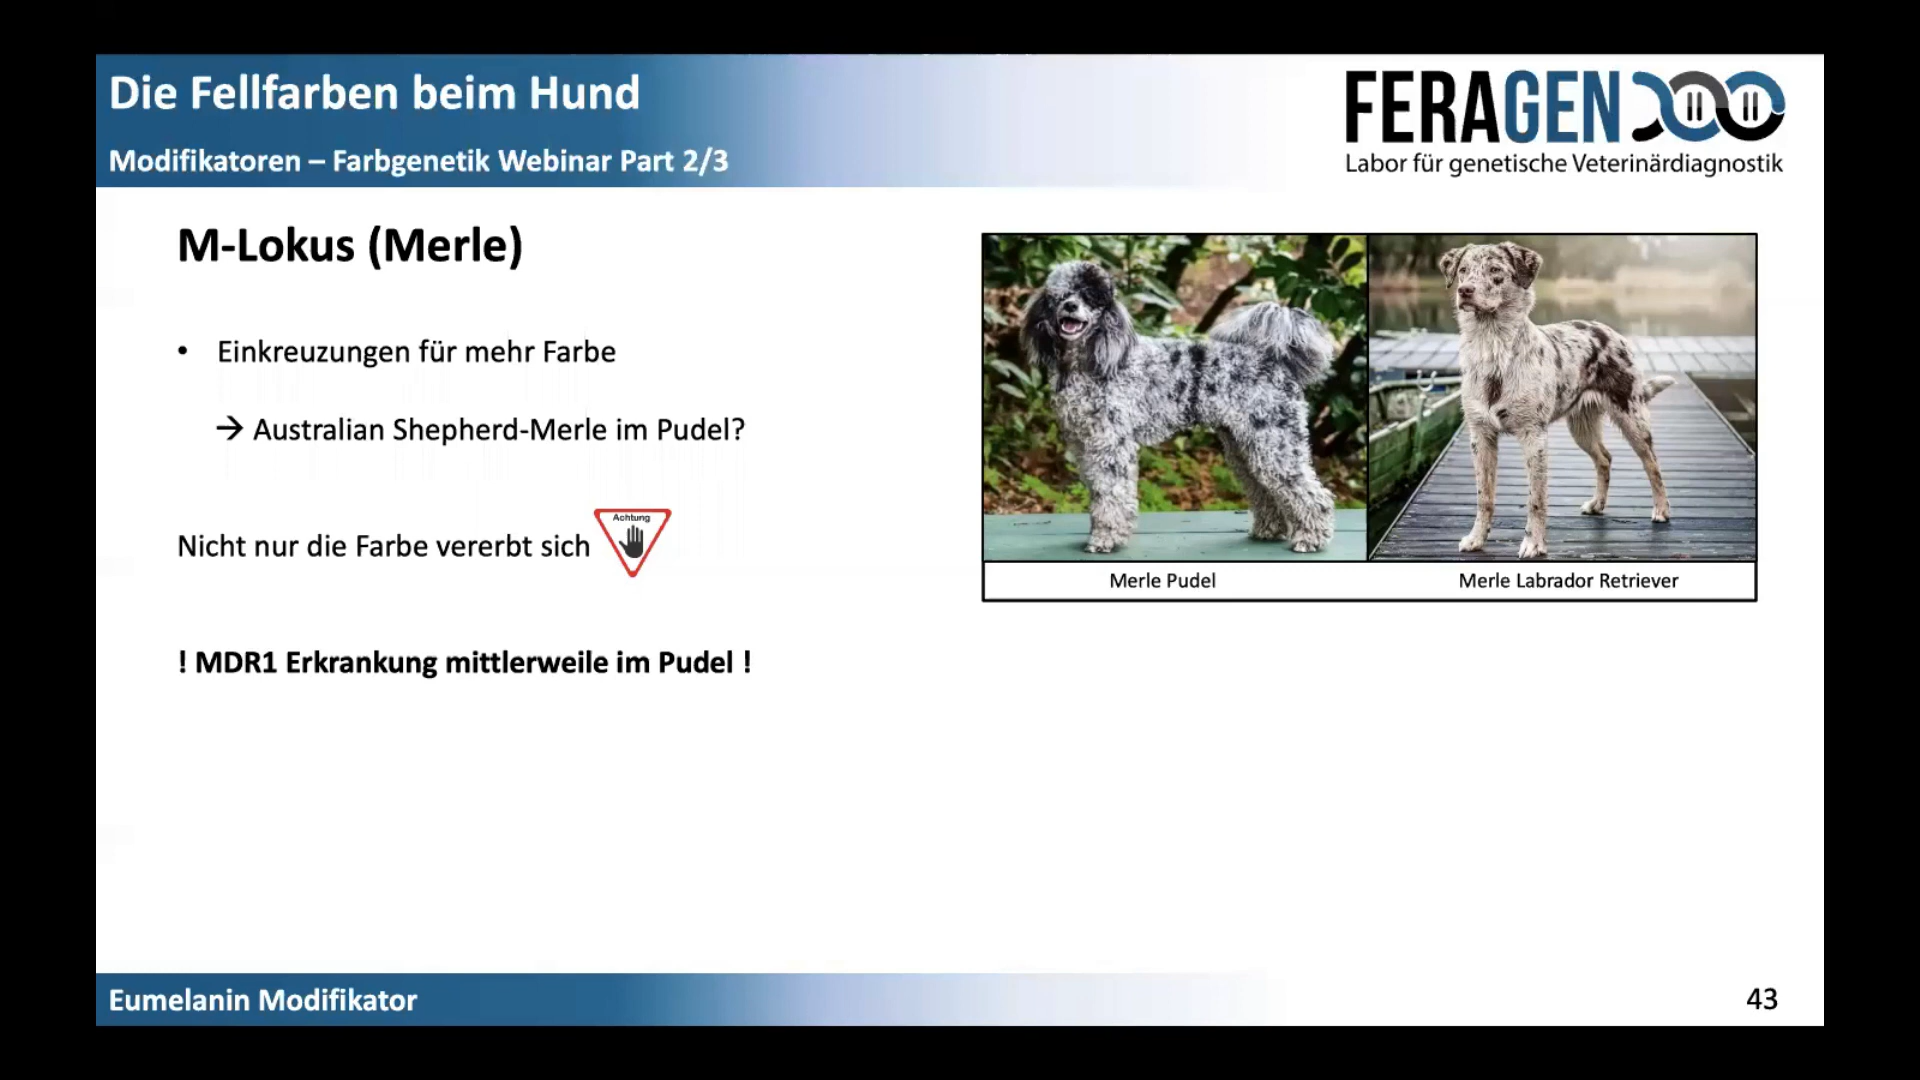 Die Fellfarben beim Hund
Modifikatoren – Farbgenetik Webinar Part 2/3
FERAGEN
Labor für genetische Veterinärdiagnostik
M-Lokus (Merle)
• Einkreuzungen für mehr Farbe
→ Australian Shepherd-Merle im Pudel?
Nicht nur die Farbe vererbt sich
Achtung
! MDR1 Erkrankung mittlerweile im Pudel !
Merle Pudel
Merle Labrador Retriever
Eumelanin Modifikator
43